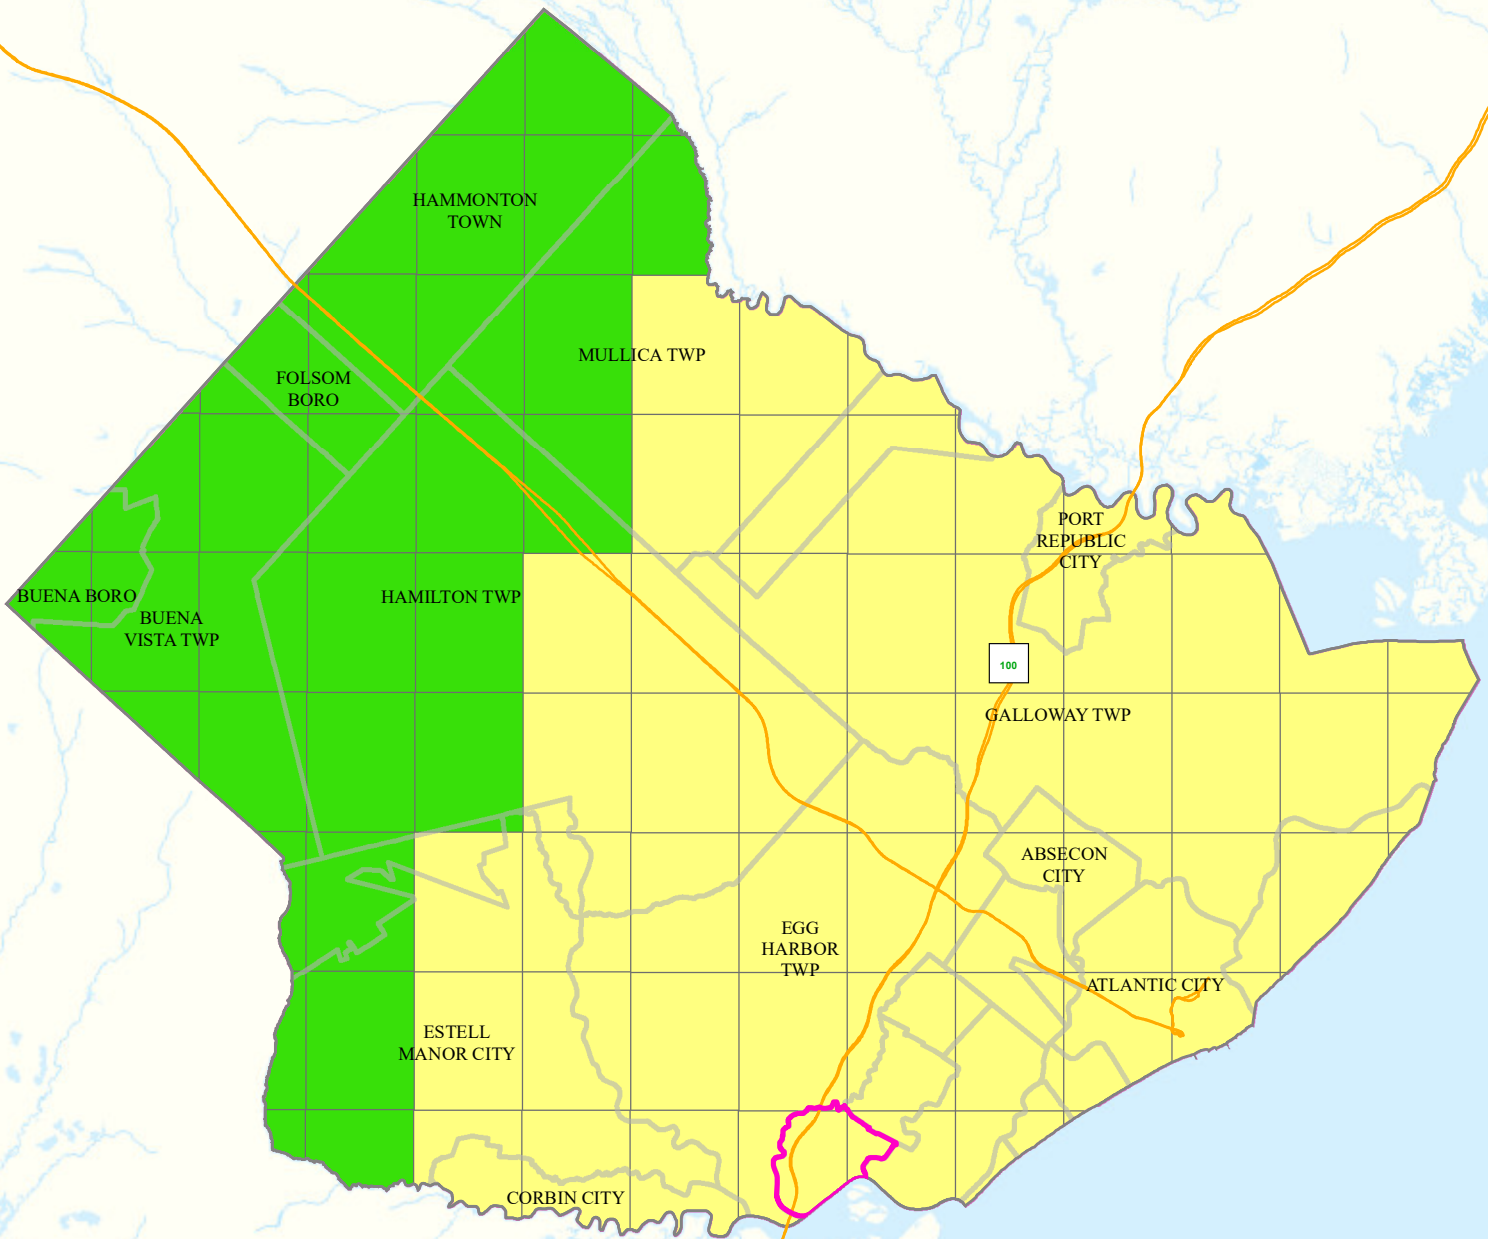 HAMMONTON
TOWN
MULLICA TWP
FOLSOM
BORO
PORT
REPUBLIC
CITY
BUENA BORO
HAMILTON TWP
BUENA
VISTA TWP
100
GALLOWAY TWP
ABSECON
CITY
EGG
HARBOR
TWP
ATLANTIC CITY
ESTELL
MANOR CITY
CORBIN CITY